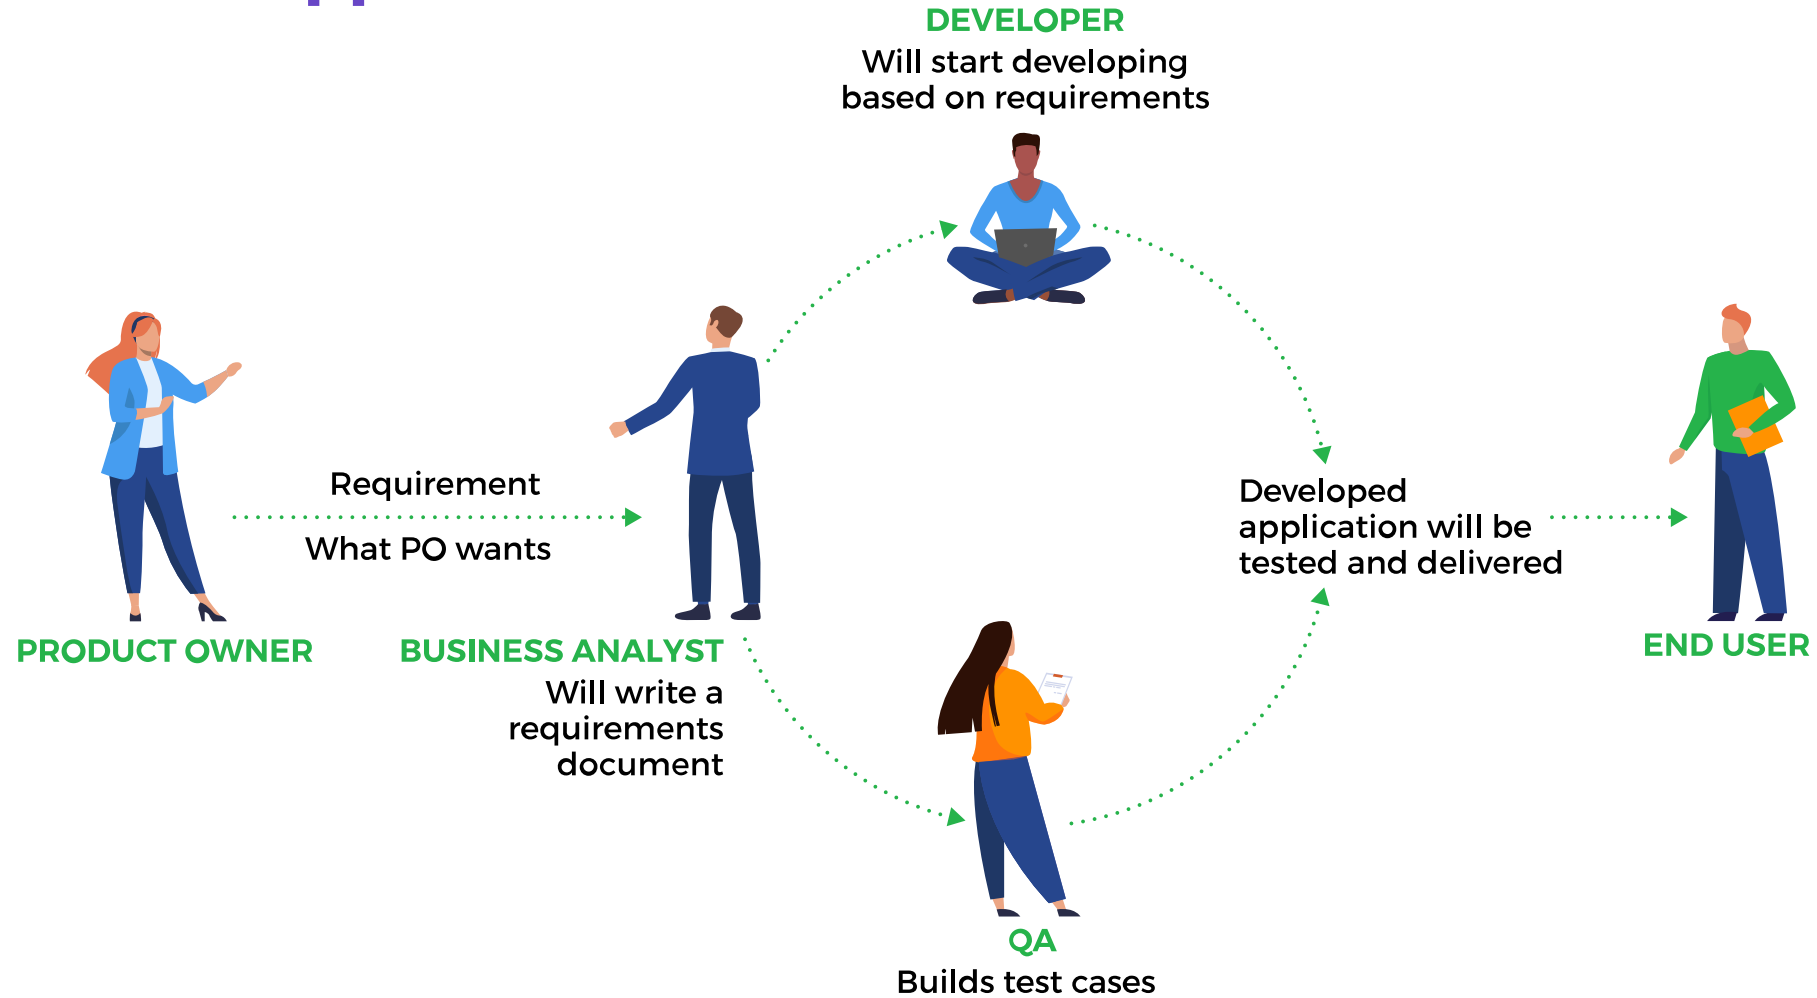 DEVELOPER
Will start developing
based on requirements
Requirement
What PO wants
PRODUCT OWNER
BUSINESS ANALYST
Will write a
requirements
document
Developed
application will be
tested and delivered
END USER
QA
Builds test cases